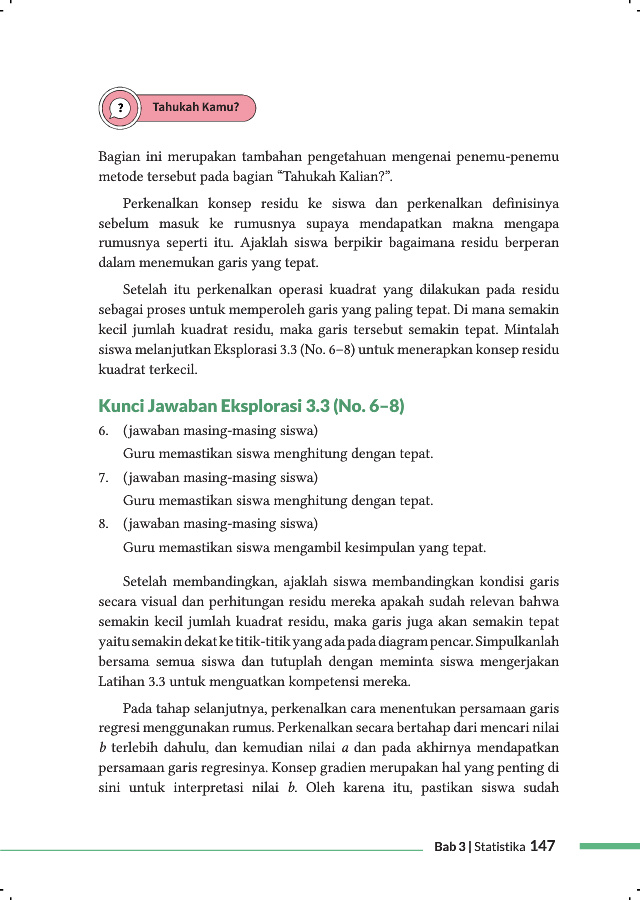 ?
Tahukah Kamu?
Bagian ini merupakan tambahan pengetahuan mengenai penemu-penemu
metode tersebut pada bagian “Tahukah Kalian?”.
Perkenalkan konsep residu ke siswa dan perkenalkan definisinya
sebelum masuk ke rumusnya supaya mendapatkan makna mengapa
rumusnya seperti itu. Ajaklah siswa berpikir bagaimana residu berperan
dalam menemukan garis yang tepat.
Setelah itu perkenalkan operasi kuadrat yang dilakukan pada residu
sebagai proses untuk memperoleh garis yang paling tepat. Di mana semakin
kecil jumlah kuadrat residu, maka garis tersebut semakin tepat. Mintalah
siswa melanjutkan Eksplorasi 3.3 (No. 6–8) untuk menerapkan konsep residu
kuadrat terkecil.
Kunci Jawaban Eksplorasi 3.3 (No. 6–8)
6. (jawaban masing-masing siswa)
Guru memastikan siswa menghitung dengan tepat.
7. (jawaban masing-masing siswa)
Guru memastikan siswa menghitung dengan tepat.
8. (jawaban masing-masing siswa)
Guru memastikan siswa mengambil kesimpulan yang tepat.
Setelah membandingkan, ajaklah siswa membandingkan kondisi garis
secara visual dan perhitungan residu mereka apakah sudah relevan bahwa
semakin kecil jumlah kuadrat residu, maka garis juga akan semakin tepat
yaitu semakin dekat ke titik-titik yang ada pada diagram pencar. Simpulkanlah
bersama semua siswa dan tutuplah dengan meminta siswa mengerjakan
Latihan 3.3 untuk menguatkan kompetensi mereka.
Pada tahap selanjutnya, perkenalkan cara menentukan persamaan garis
regresi menggunakan rumus. Perkenalkan secara bertahap dari mencari nilai
b terlebih dahulu, dan kemudian nilai a dan pada akhirnya mendapatkan
persamaan garis regresinya. Konsep gradien merupakan hal yang penting di
sini untuk interpretasi nilai b. Oleh karena itu, pastikan siswa sudah
Bab 3 | Statistika 147